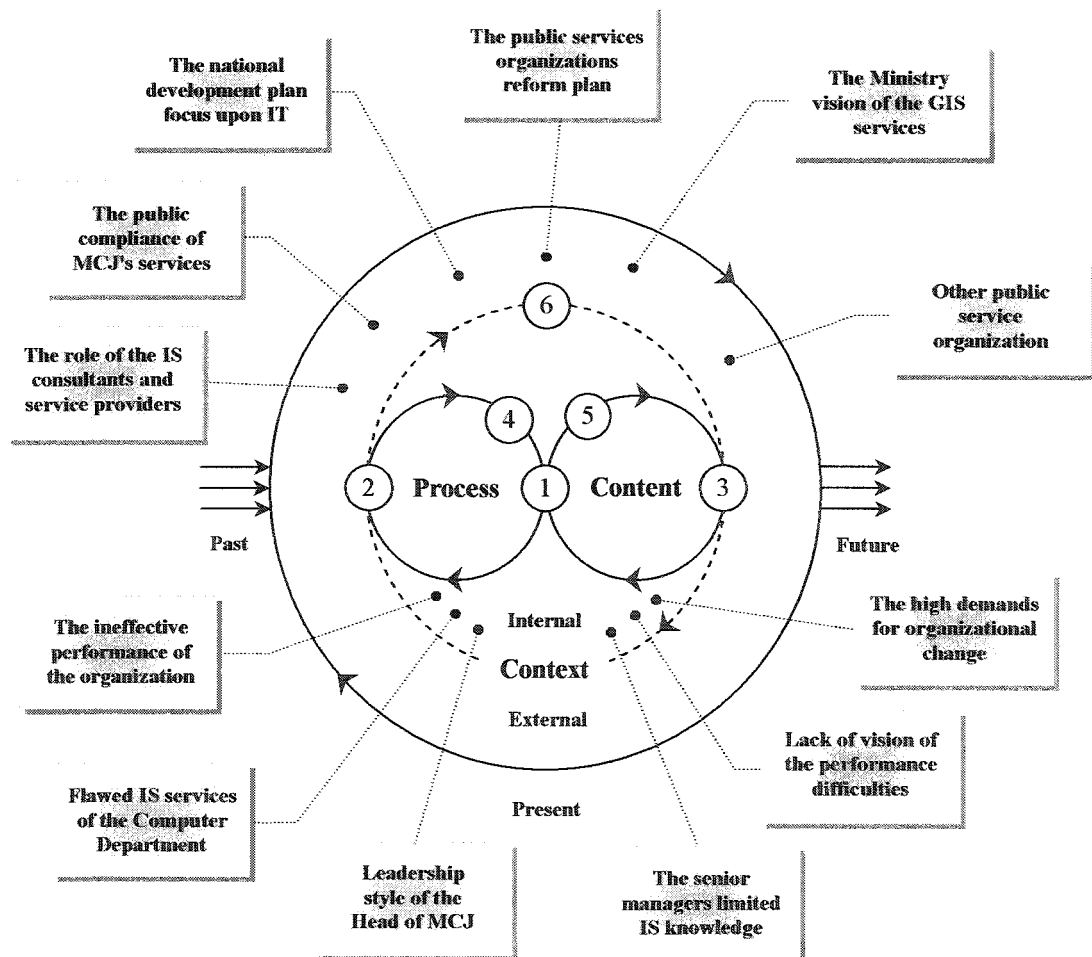 The public services
organizations
reform plan
The national
development plan
focus upon IT
The Ministry
vision of the GIS
services
The public
compliance of
MCJ's services
Other public
service
organization
The role of the IS
consultants and
service providers
6
4
5
2
Process
1
Content
3
Past
Future
Internal
Context
External
Present
The ineffective
performance of
the organization
The high demands
for organizational
change
Flawed IS services
of the Computer
Department
Lack of vision of
the performance
difficulties
Leadership
style of the
Head of MCJ
The senior
managers limited
IS knowledge